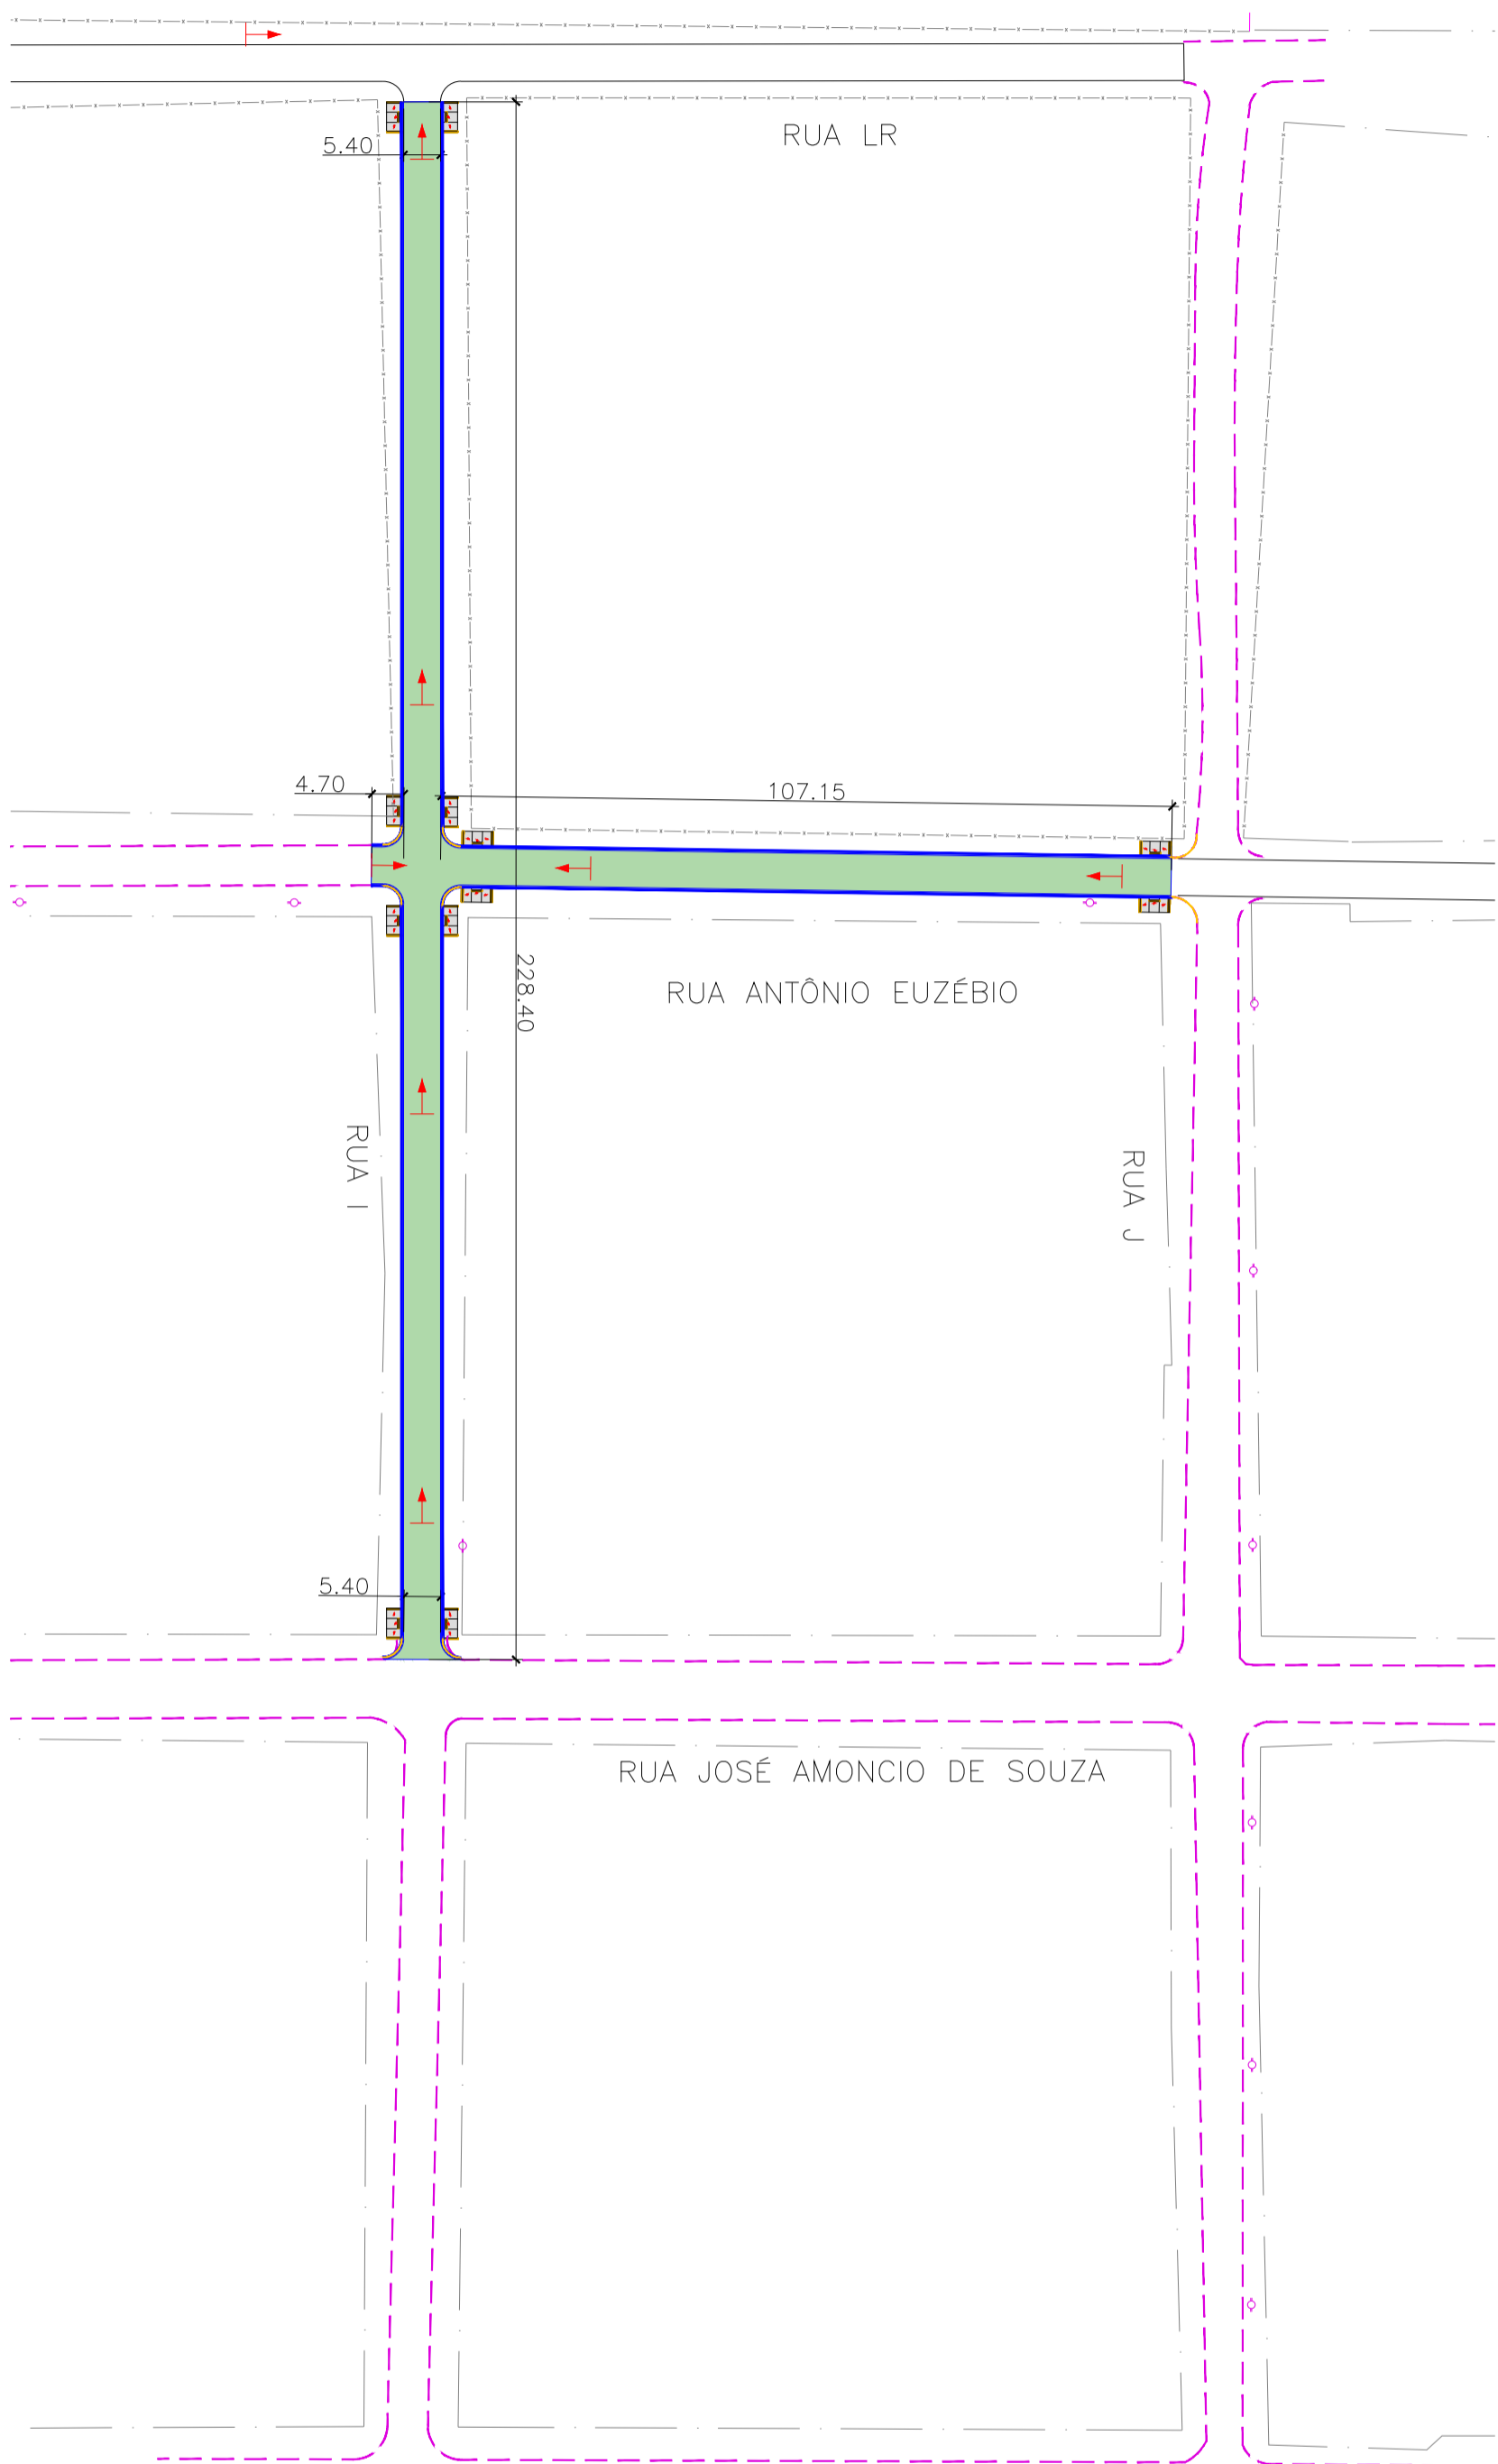 RUA LR
5.40
4.70
107.15
228.40
RUA ANTÔNIO EUZÉBIO
RUA I
RUA J
5.40
RUA JOSÉ AMONCIO DE SOUZA